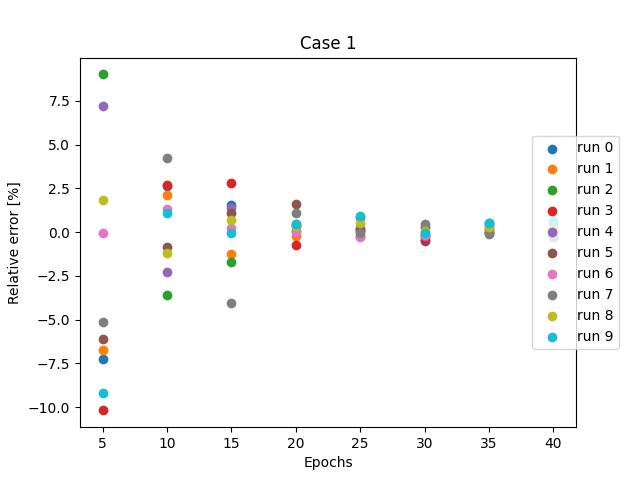 Case 1
Relative error [%]
7.5
5.0
2.5
0.0
−2.5
−5.0
−7.5
−10.0
5 10 15 20 25 30 35 40
Epochs
run 0
run 1
run 2
run 3
run 4
run 5
run 6
run 7
run 8
run 9